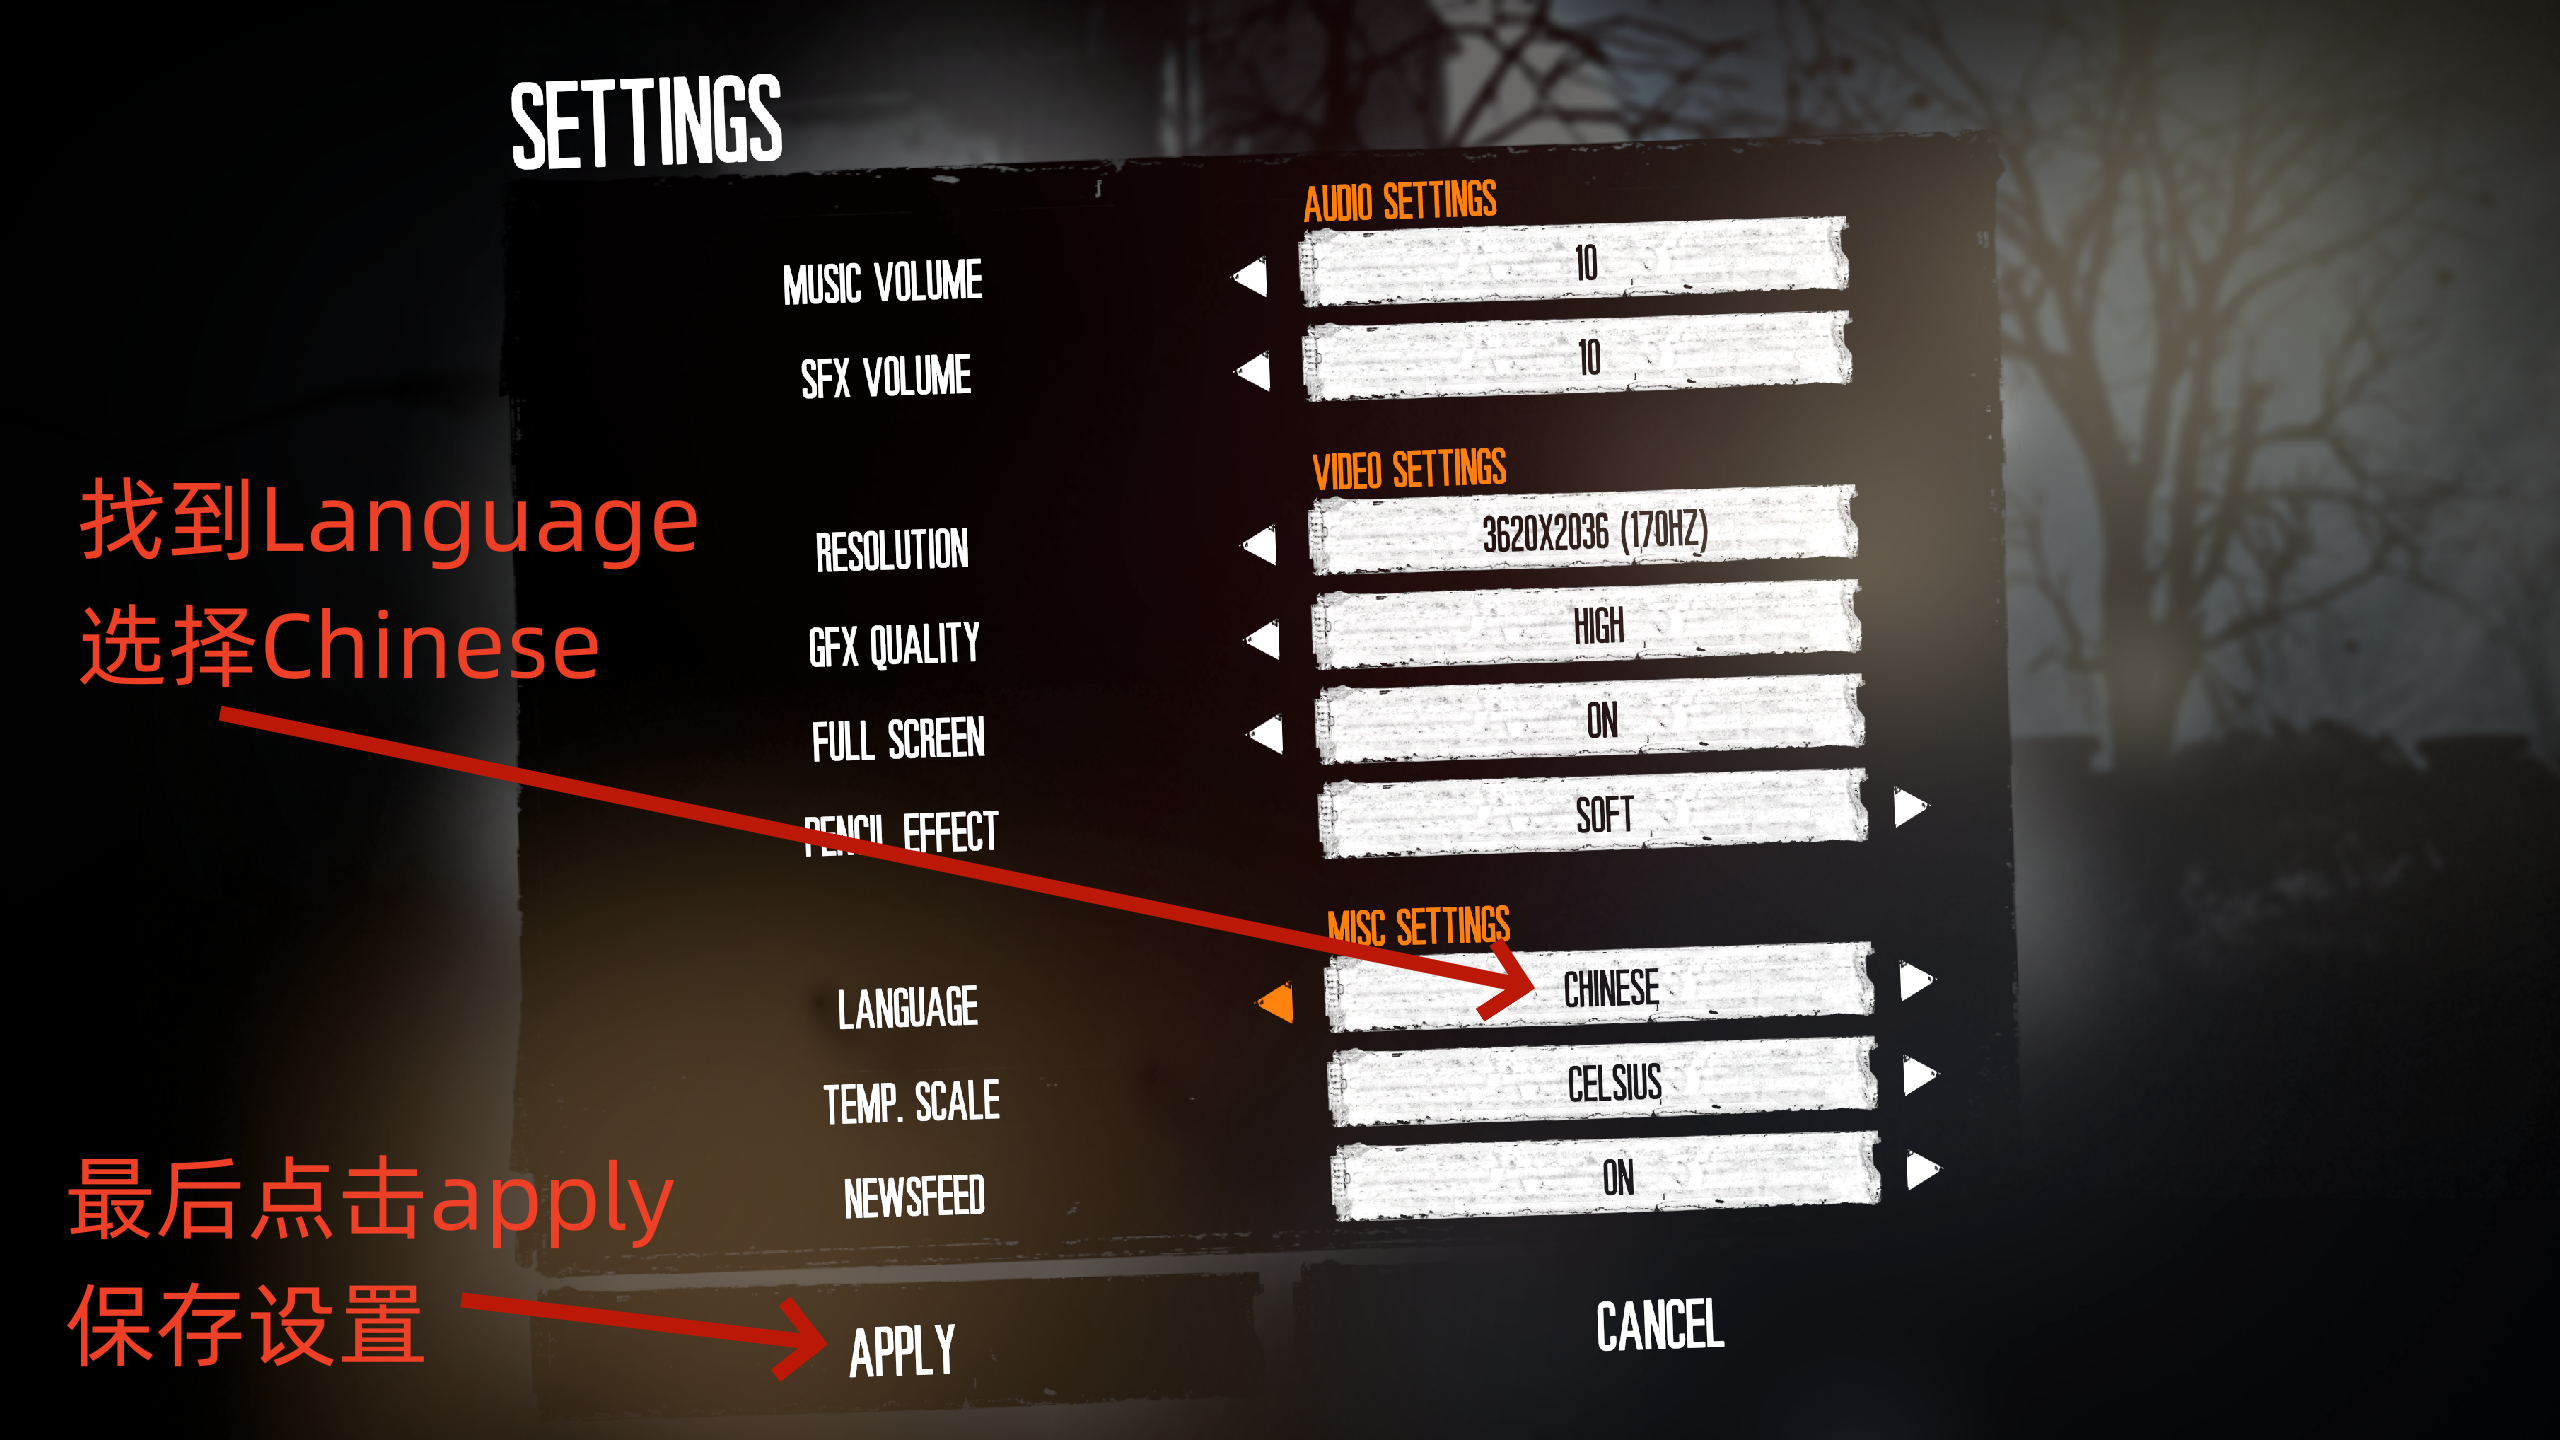 SETTINGS
AUDIO SETTINGS
MUSIC VOLUME 10
SFX VOLUME 10
VIDEO SETTINGS
RESOLUTION 3620X2036 (170HZ)
GFX QUALITY HIGH
FULL SCREEN ON
PENCIL EFFECT SOFT
MISC SETTINGS
LANGUAGE CHINESE
TEMP. SCALE CELSIUS
NEWSFEED ON
APPLY CANCEL
找到Language
选择Chinese
最后点击apply
保存设置